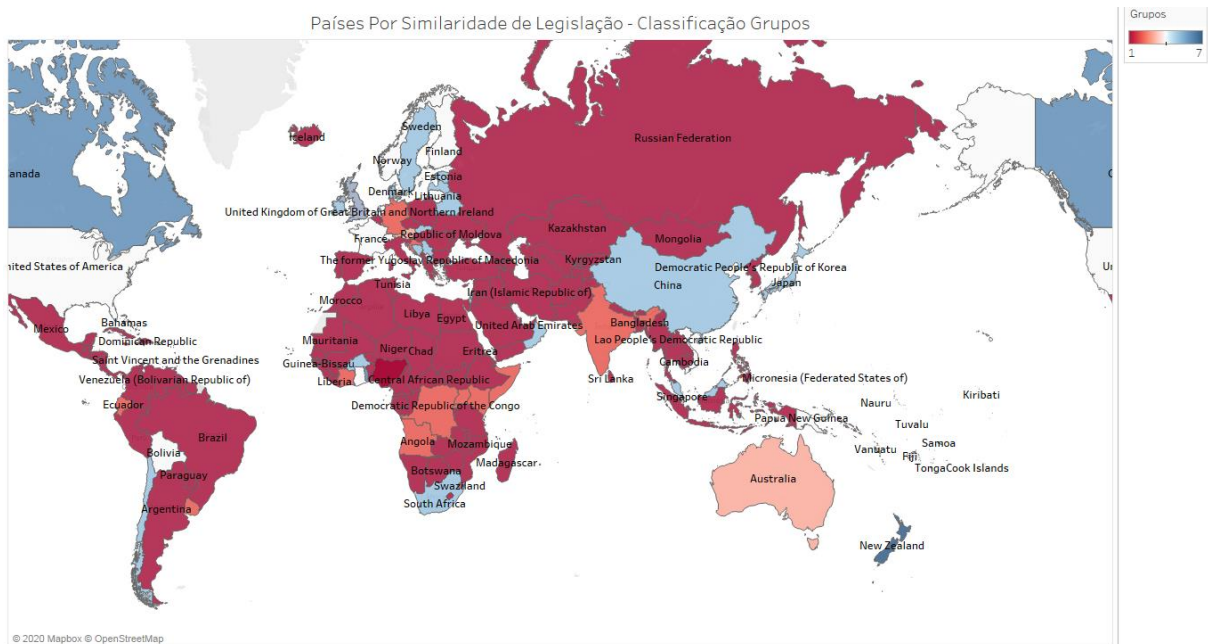 Países Por Similaridade de Legislação - Classificação Grupos
Grupos
1 7
Iceland
Sweden
Finland
Norway
Russian Federation
Estonia
anada
Denmark
Lithuania
United Kingdom of Great Britain and Northern Ireland
France
Republic of Moldova
Kazakhstan
Mongolia
The former Yugoslav Republic of Macedonia
Kyrgyzstan
Democratic People's Republic of Korea
nited States of America
Un
Tunisia
China
Japan
Morocco
Iran (Islamic Republic of)
Libya
Egypt
Bahamas
United Arab Emirates
Bangladesh
Mexico
Dominican Republic
Mauritania
Lao People's Democratic Republic
Niger
Chad
Eritrea
Saint Vincent and the Grenadines
Guinea-Bissau
Cambodia
Venezuela (Bolivarian Republic of)
Liberia
Central African Republic
Sri Lanka
Micronesia (Federated States of)
Singapore
Kiribati
Ecuador
Democratic Republic of the Congo
Nauru
Papua New Guinea
Tuvalu
Brazil
Angola
Mozambique
Samoa
Bolivia
Vanuatu
Fiji
Madagascar
Tonga
Cook Islands
Paraguay
Botswana
Australia
Swaziland
South Africa
Argentina
New Zealand
© 2020 Mapbox © OpenStreetMap